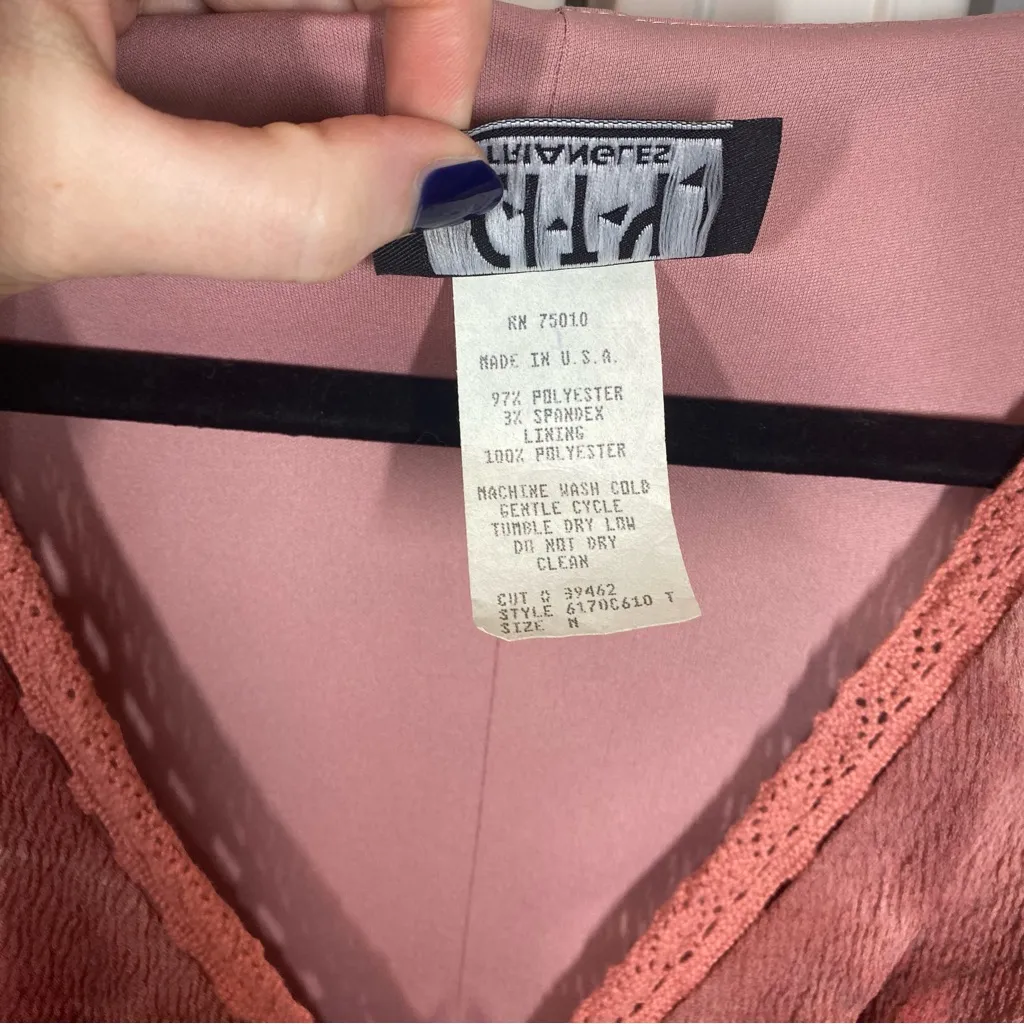 TRIANGLES
RN 75010
MADE IN U.S.A.
97% POLYESTER
3% SPANDEX
LINING
100% POLYESTER
MACHINE WASH COLD
GENTLE CYCLE
TUMBLE DRY LOW
DO NOT DRY
CLEAN
CUT # 39462
STYLE 6170C610 T
SIZE M